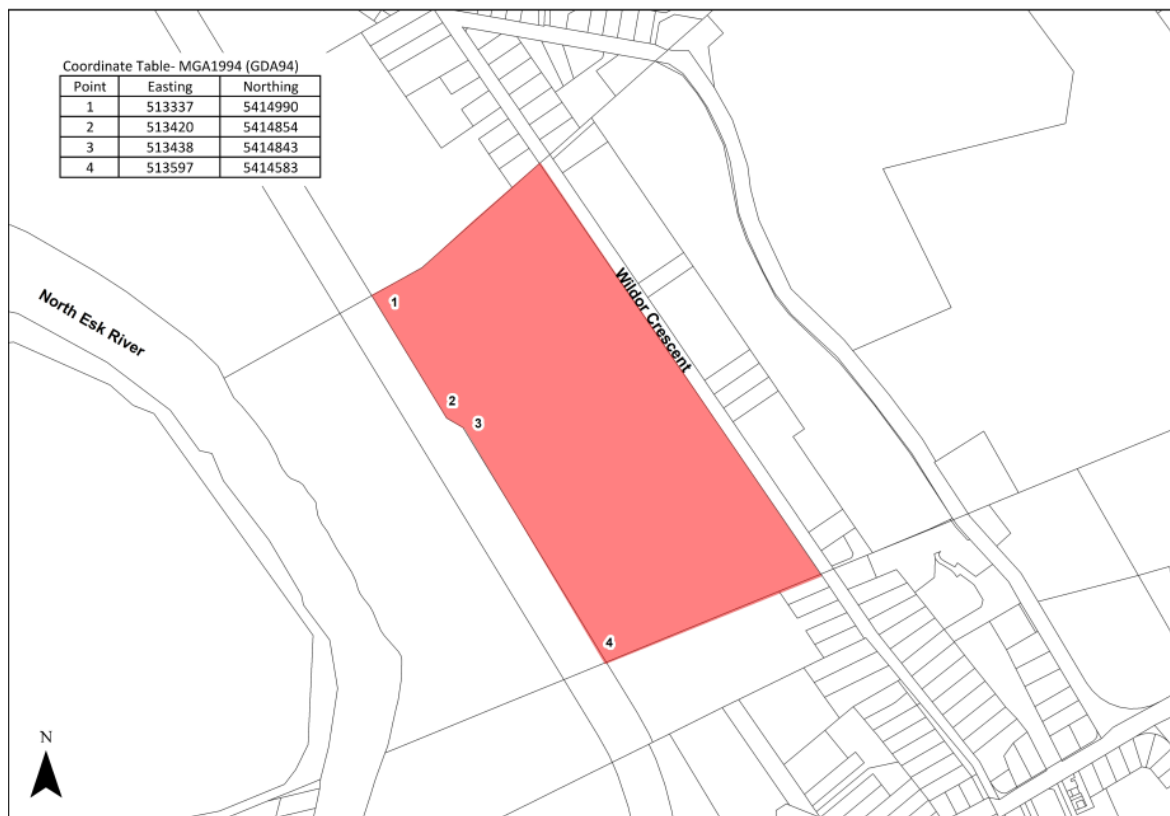 Coordinate Table- MGA1994 (GDA94)
Point Easting Northing
1 513337 5414990
2 513420 5414854
3 513438 5414843
4 513597 5414583
North Esk River
Wildor Crescent
1
2
3
4
N